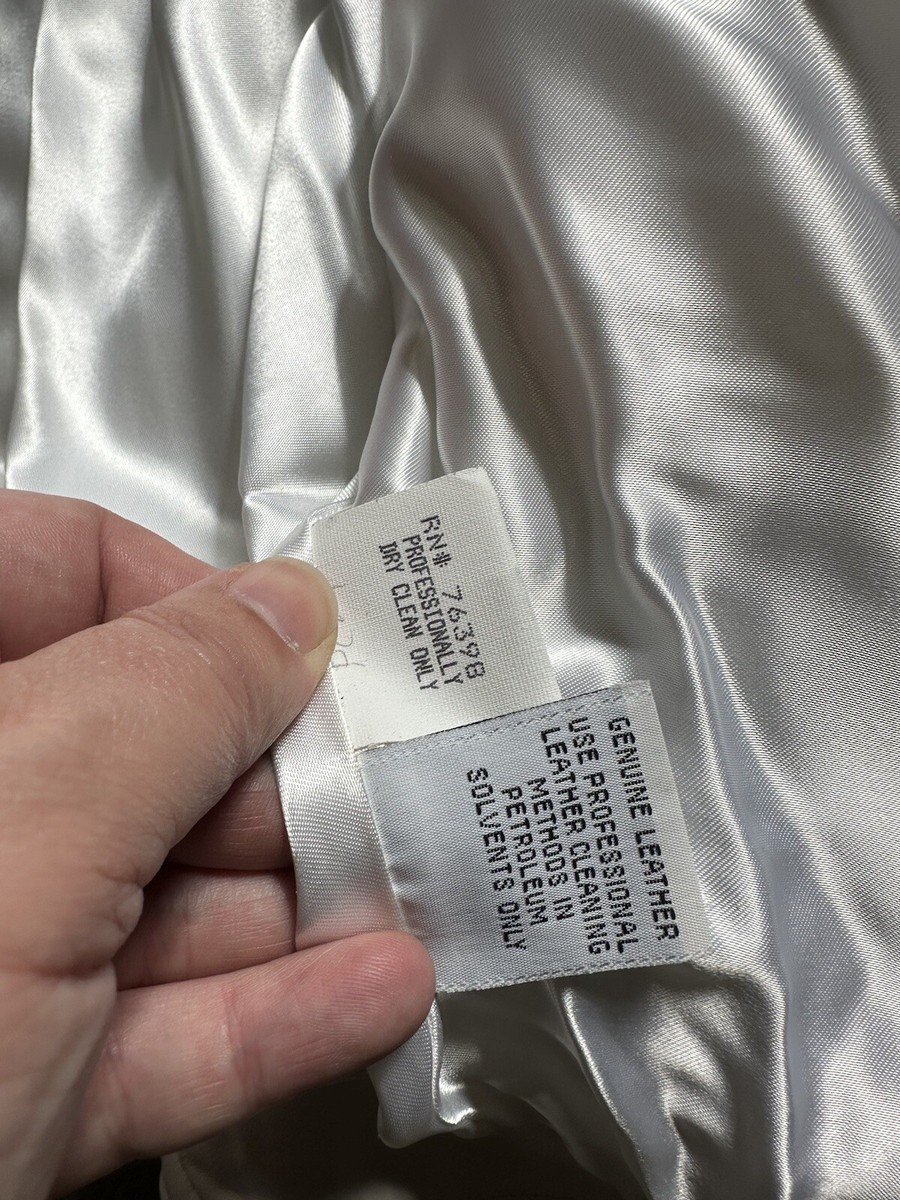 RN# 76398
PROFESSIONALLY
DRY CLEAN ONLY
GENUINE LEATHER
USE PROFESSIONAL
LEATHER CLEANING
METHODS IN
PETROLEUM
SOLVENTS ONLY